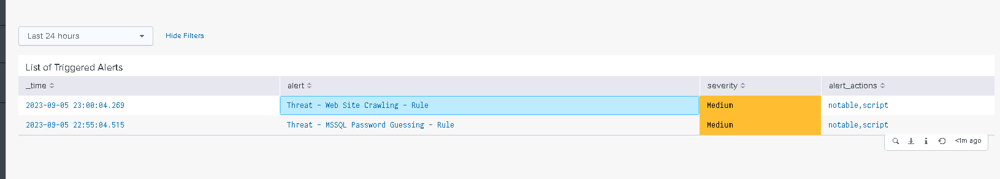 Last 24 hours Hide Filters
List of Triggered Alerts
_time alert severity alert_actions
2023-09-05 23:00:04.269 Threat - Web Site Crawling - Rule Medium notable,script
2023-09-05 22:55:04.515 Threat - MSSQL Password Guessing - Rule Medium notable,script
<1m ago